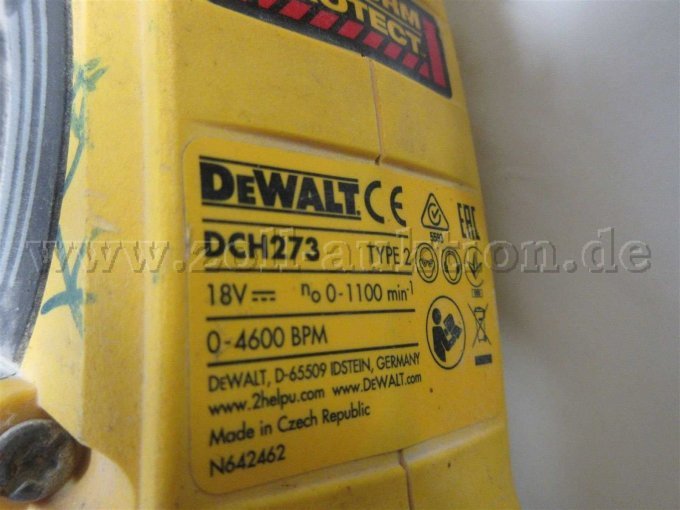 PROTECT
DEWALT CE
DCH273 TYPE 2
18V n0 0-1100 min-1
0-4600 BPM
DEWALT, D-65509 IDSTEIN, GERMANY
www.2helpu.com www.DEWALT.com
Made in Czech Republic
N642462
EAC
www.zoll-auktion.de